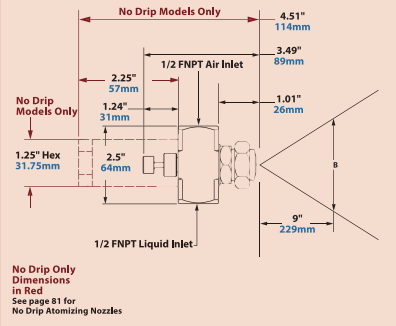 No Drip Models Only
4.51"
114mm
3.49"
89mm
1/2 FNPT Air Inlet
2.25"
57mm
No Drip
Models Only
1.24"
31mm
1.01"
26mm
1.25" Hex
31.75mm
2.5"
64mm
B
9"
229mm
1/2 FNPT Liquid Inlet
No Drip Only
Dimensions
in Red
See page 81 for
No Drip Atomizing Nozzles